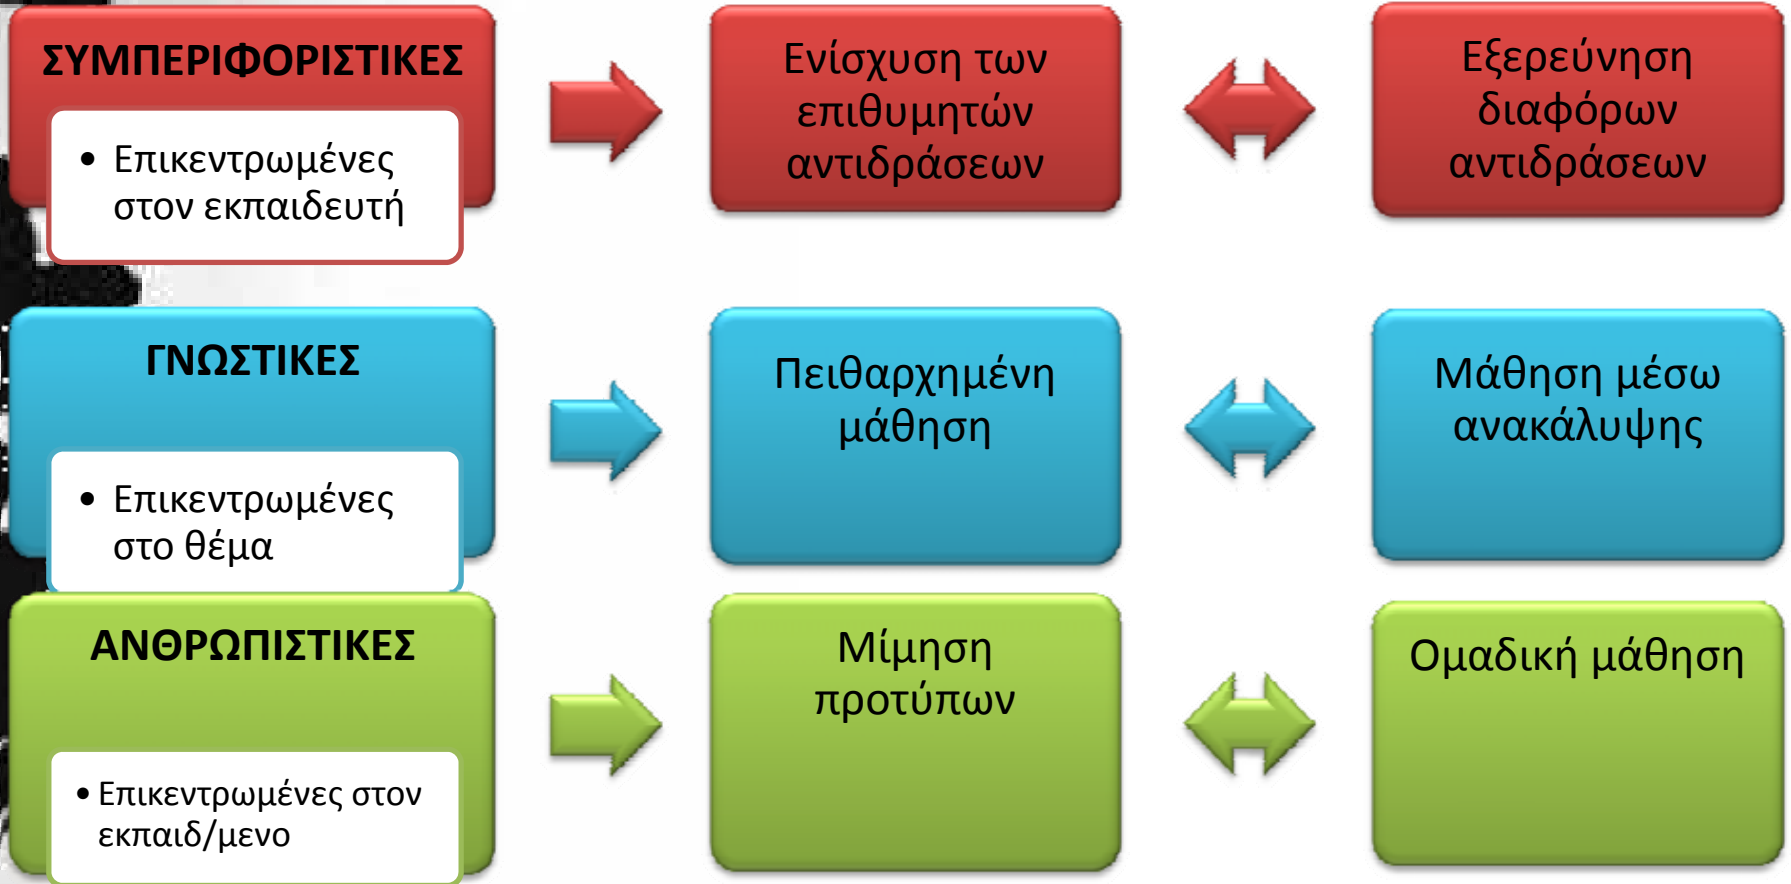 ΣΥΜΠΕΡΙΦΟΡΙΣΤΙΚΕΣ
• Επικεντρωμένες
στον εκπαιδευτή
Ενίσχυση των
επιθυμητών
αντιδράσεων
Εξερεύνηση
διαφόρων
αντιδράσεων
ΓΝΩΣΤΙΚΕΣ
• Επικεντρωμένες
στο θέμα
Πειθαρχημένη
μάθηση
Μάθηση μέσω
ανακάλυψης
ΑΝΘΡΩΠΙΣΤΙΚΕΣ
• Επικεντρωμένες στον
εκπαιδ/μενο
Μίμηση
προτύπων
Ομαδική μάθηση